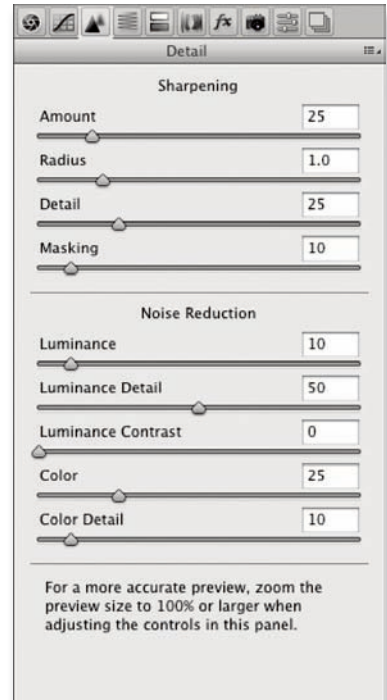 fx
Detail
Sharpening
Amount 25
Radius 1.0
Detail 25
Masking 10
Noise Reduction
Luminance 10
Luminance Detail 50
Luminance Contrast 0
Color 25
Color Detail 10
For a more accurate preview, zoom the
preview size to 100% or larger when
adjusting the controls in this panel.